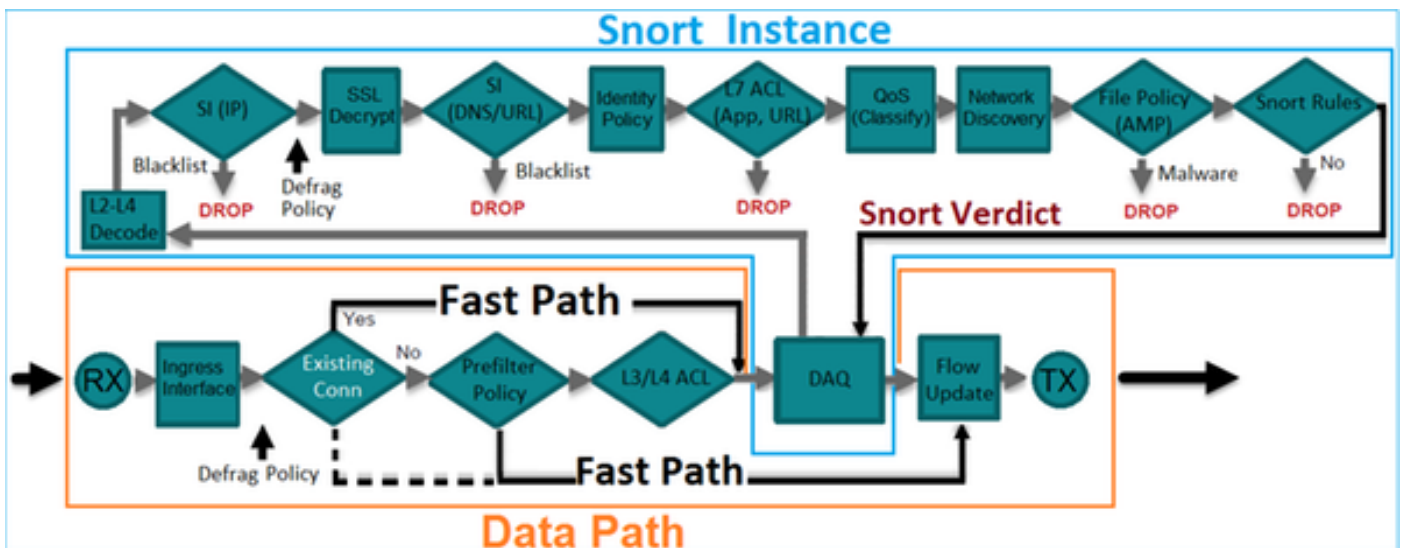 Snort Instance
SI (IP)
SSL
Decrypt
SI
(DNS/URL)
Identity
Policy
L7 ACL
(App, URL)
QoS
(Classify)
Network
Discovery
File Policy
(AMP)
Snort Rules
Blacklist
Defrag
Policy
Blacklist
Malware
No
L2-L4
Decode
DROP
DROP
DROP
DROP
DROP
Snort Verdict
Fast Path
Yes
RX
Ingress
Interface
Existing
Conn
No
Prefilter
Policy
L3/L4 ACL
DAQ
Flow
Update
TX
Defrag Policy
Fast Path
Data Path